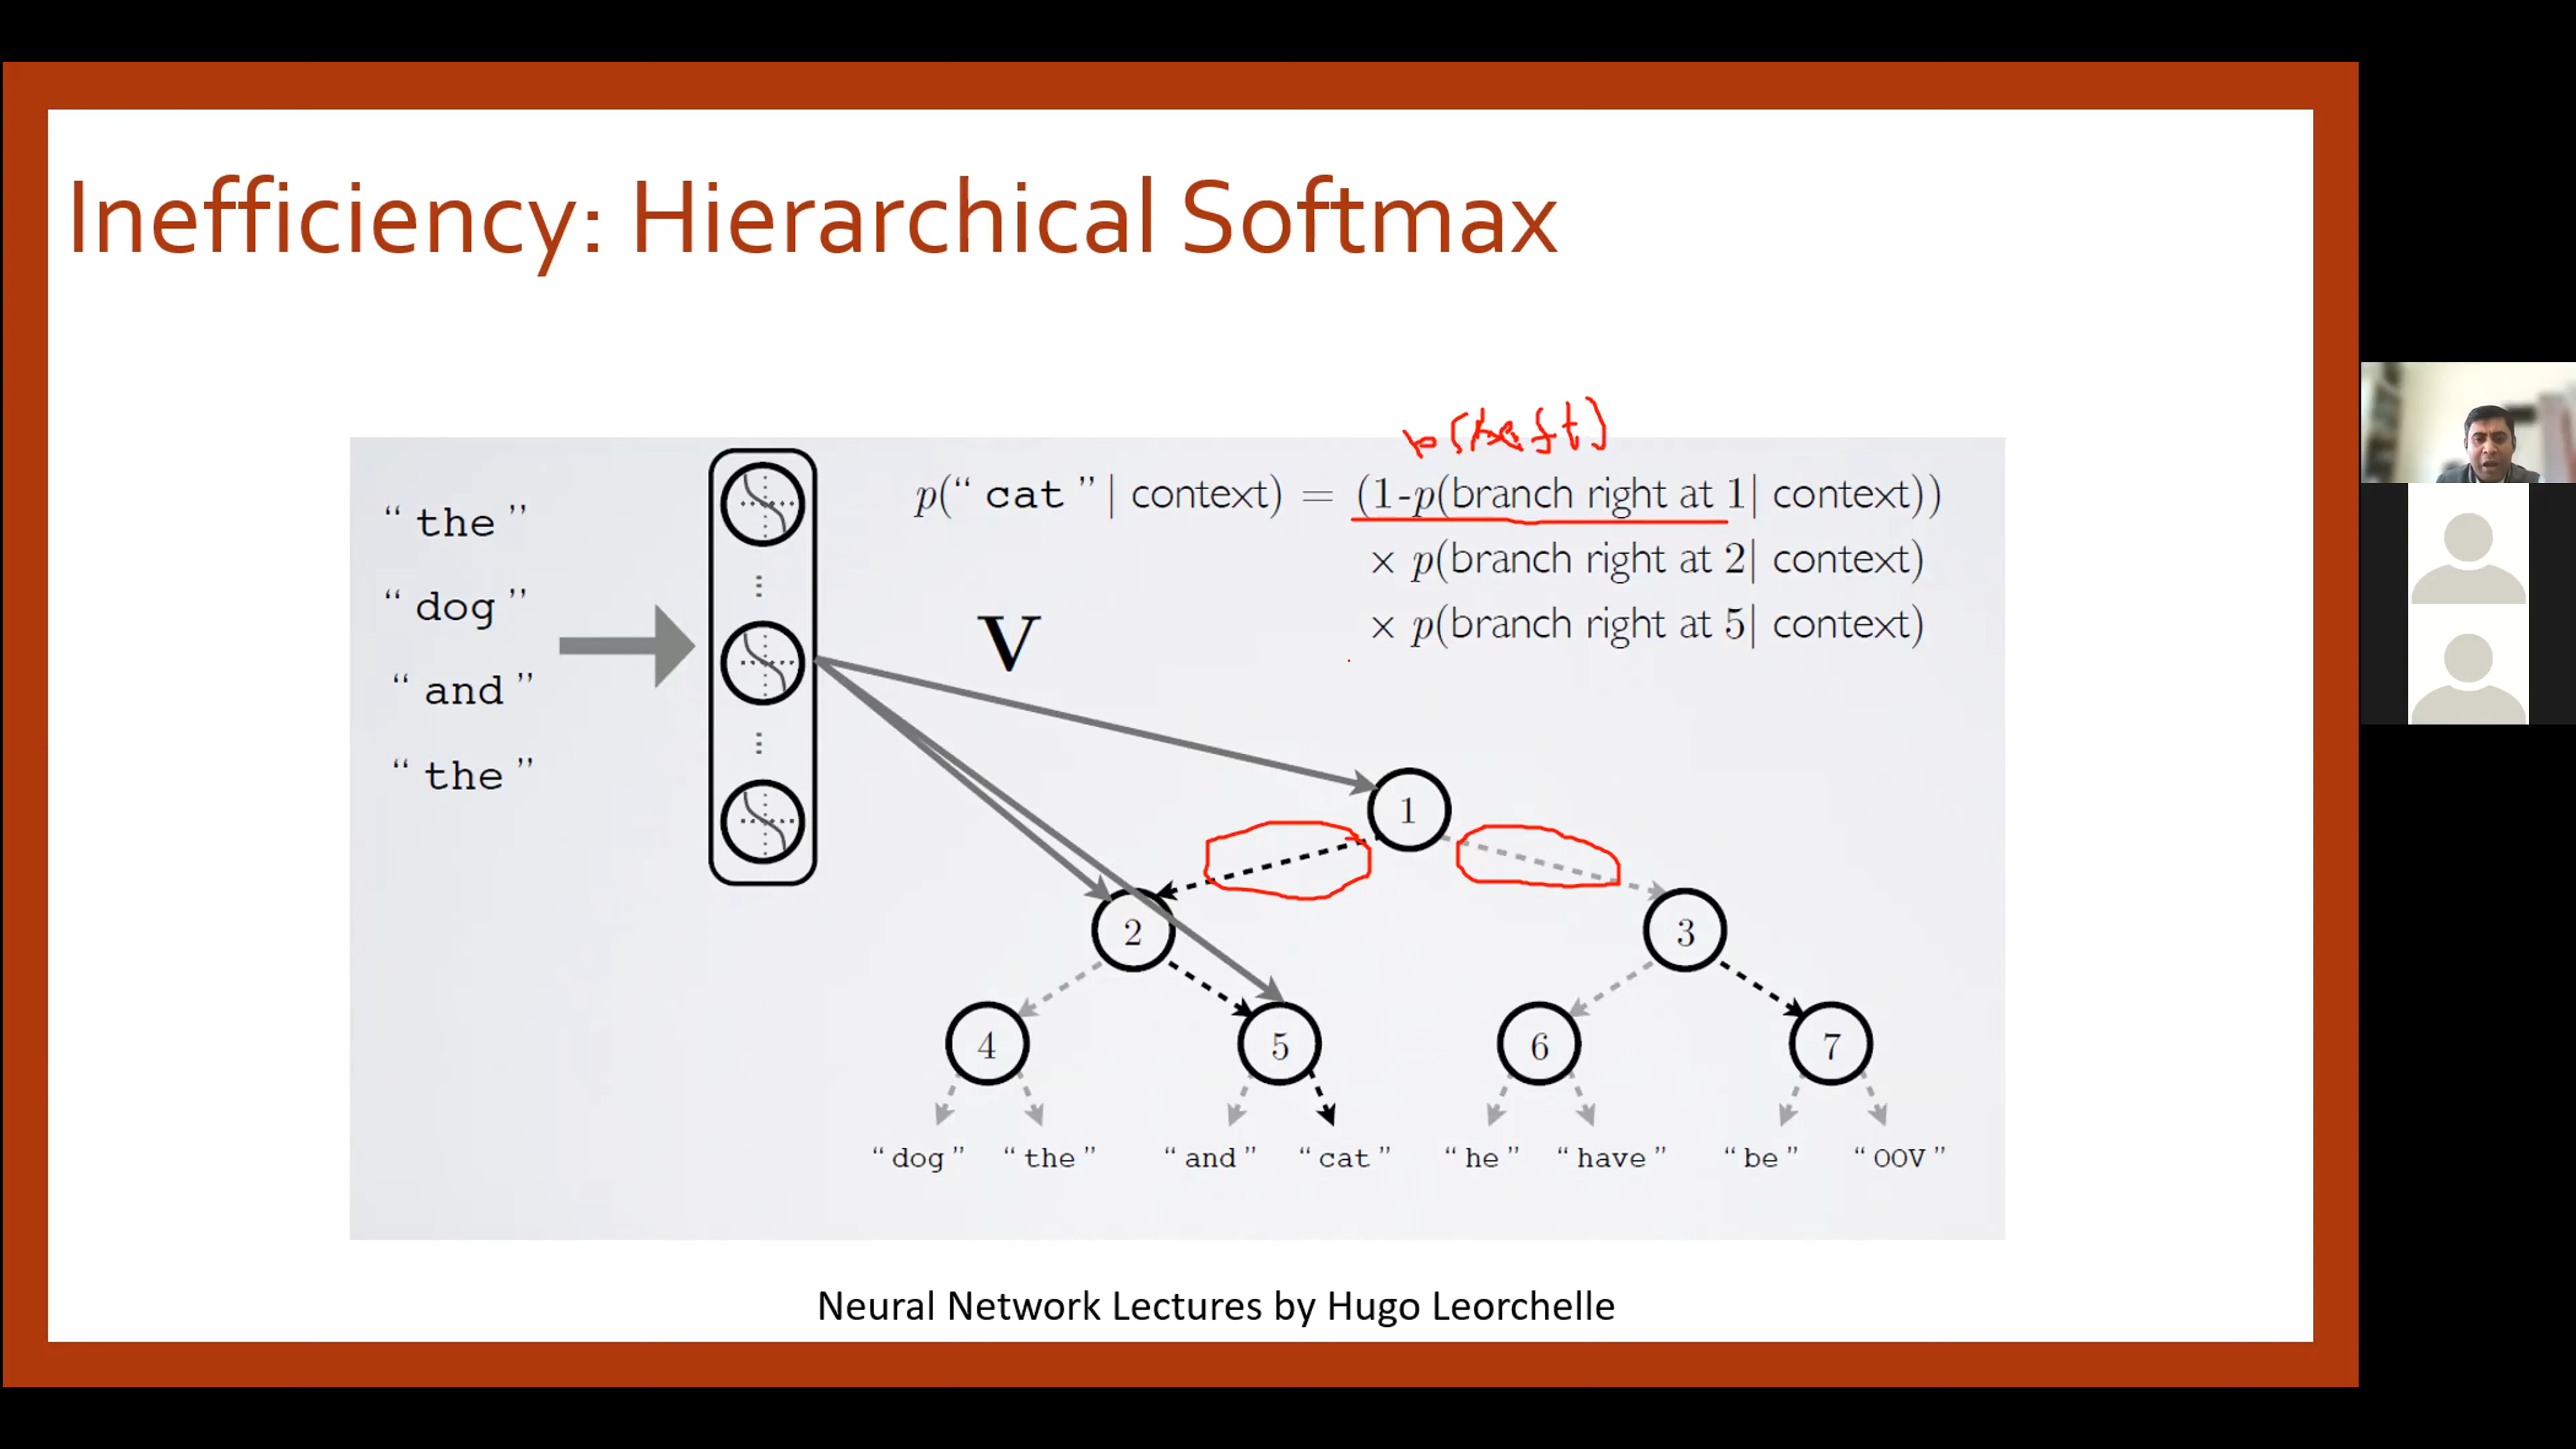 Inefficiency: Hierarchical Softmax
p(left)
p(“ cat ” | context) = (1-p(branch right at 1| context))
× p(branch right at 2| context)
× p(branch right at 5| context)
“ the ”
“ dog ”
“ and ”
“ the ”
V
1
2
3
4
5
6
7
“ dog ” “ the ” “ and ” “ cat ” “ he ” “ have ” “ be ” “ OOV ”
Neural Network Lectures by Hugo Leorchelle